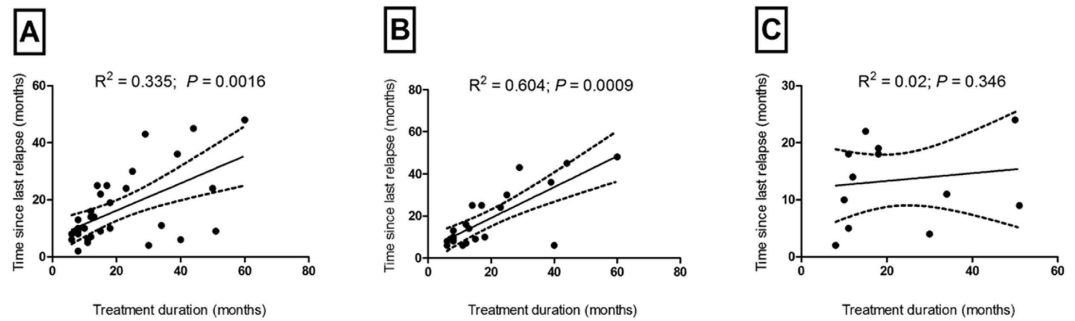 A
B
C
R² = 0.335; P = 0.0016
R² = 0.604; P = 0.0009
R² = 0.02; P = 0.346
Time since last relapse (months)
60
40
20
0
0
20
40
60
80
Treatment duration (months)
Time since last relapse (months)
80
60
40
20
0
0
20
40
60
80
Treatment duration (months)
Time since last relapse (months)
30
20
10
0
0
20
40
60
Treatment duration (months)